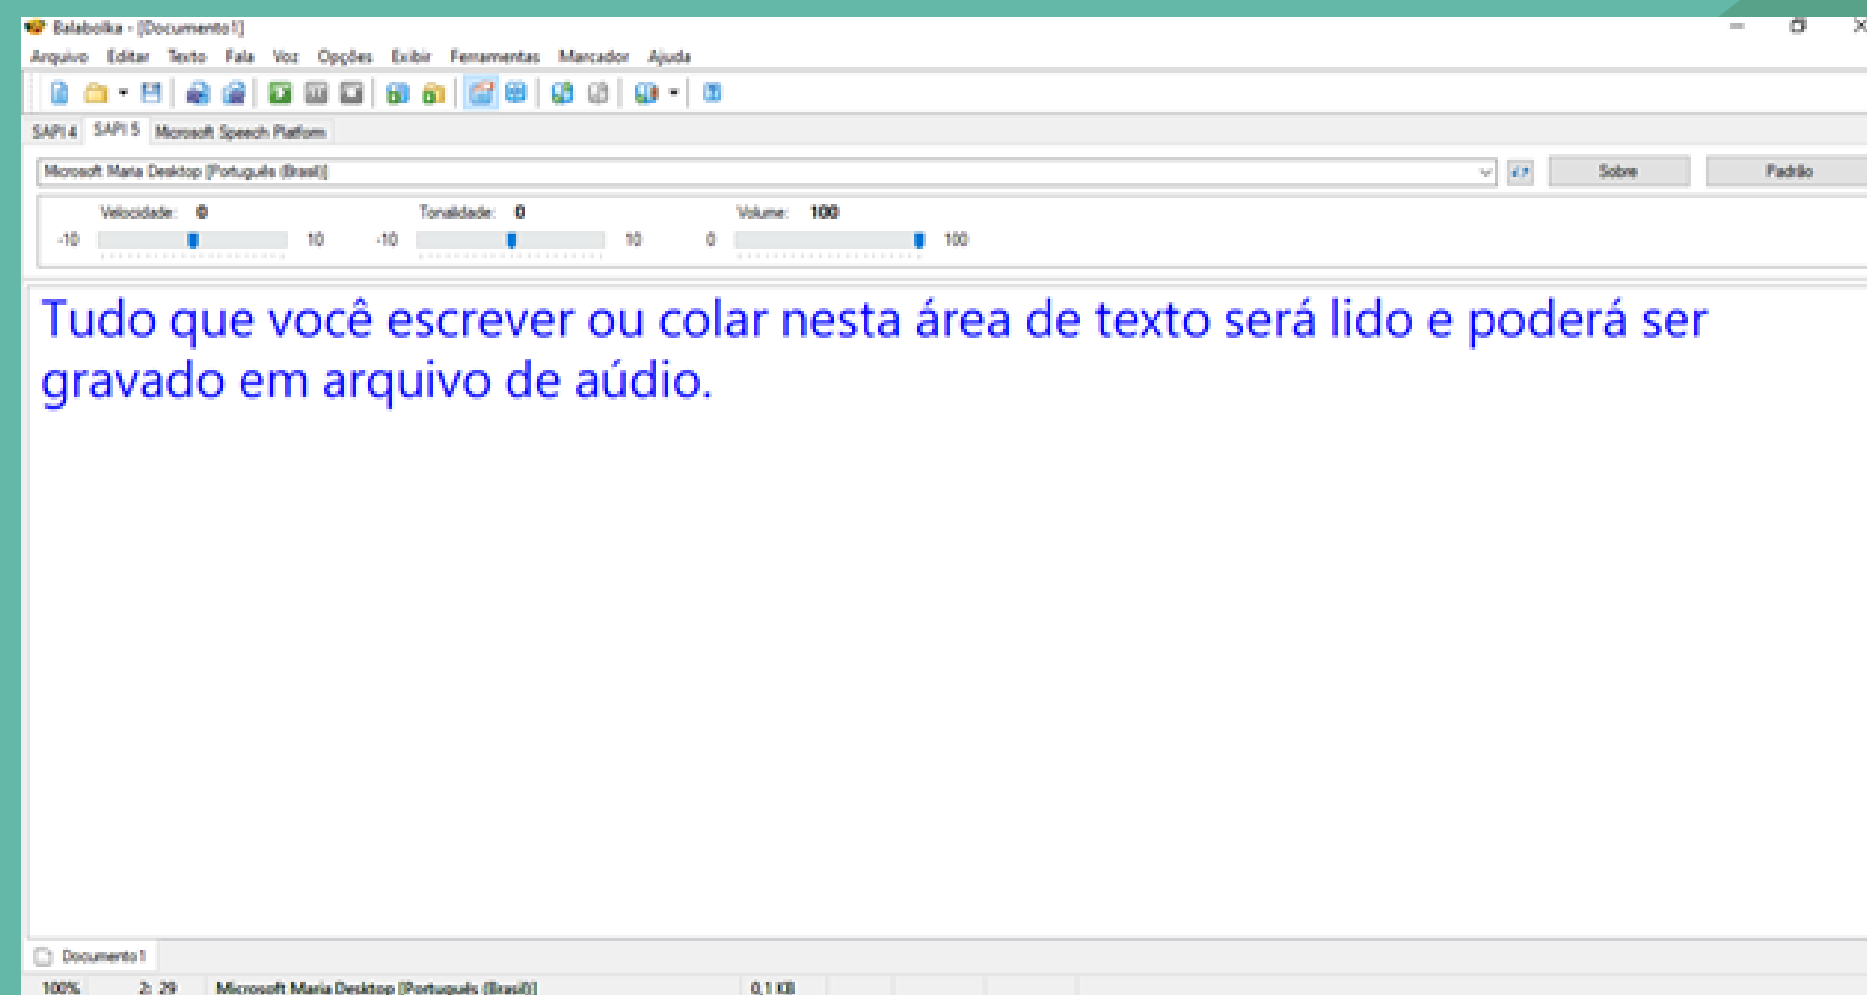 Balabolka - [Documento1]
Arquivo Editar Texto Fala Voz Opções Exibir Ferramentas Marcador Ajuda
SAPI 4 SAPI 5 Microsoft Speech Platform
Microsoft Maria Desktop [Português (Brasil)] Sobre Padrão
Velocidade: 0 Tonalidade: 0 Volume: 100
-10 10 -10 10 0 100
Tudo que você escrever ou colar nesta área de texto será lido e poderá ser
gravado em arquivo de aúdio.
Documento1
100% 2: 29 Microsoft Maria Desktop [Português (Brasil)] 0,1 KB